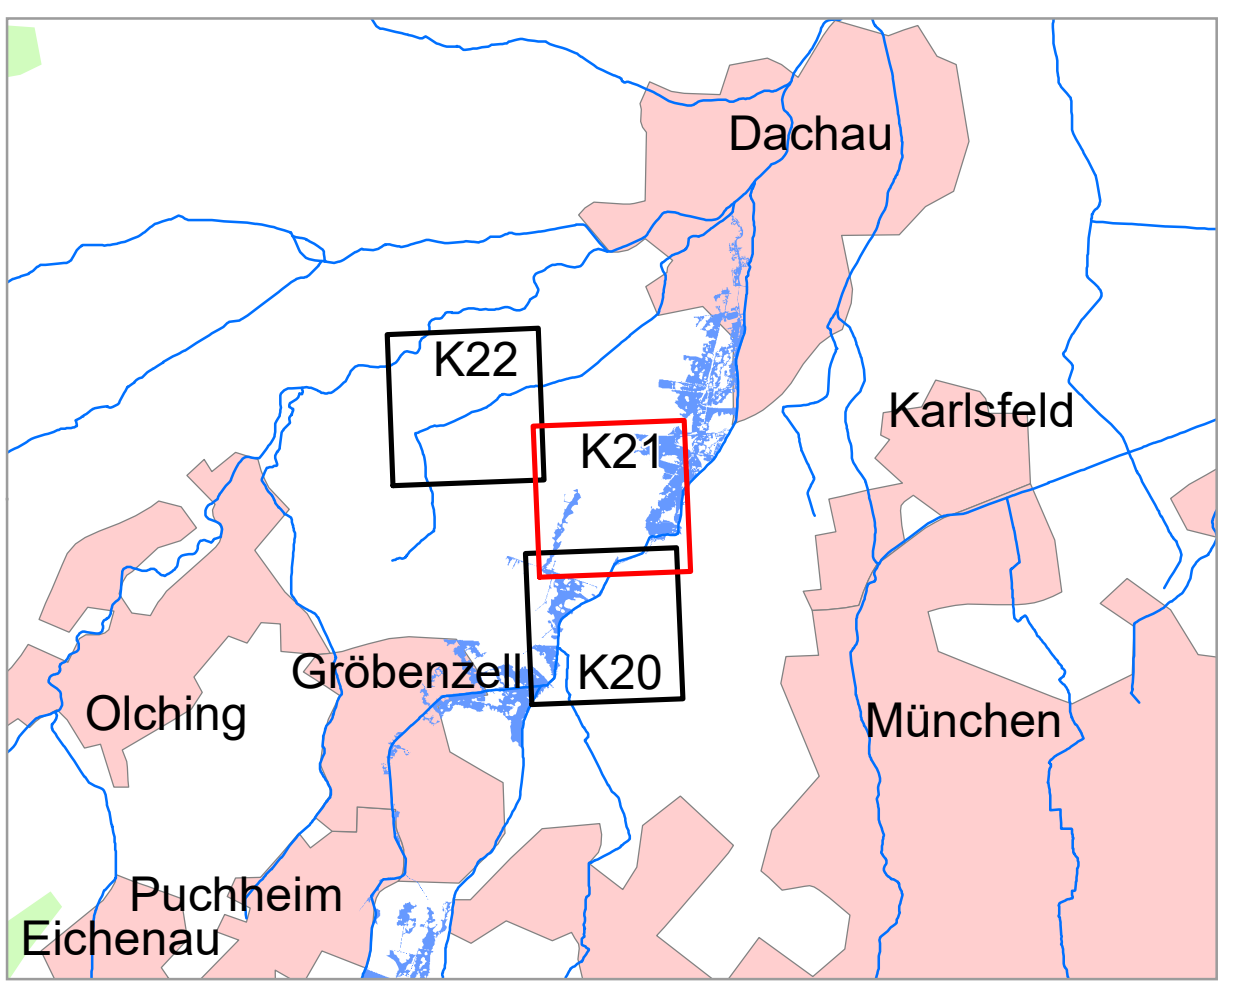 Dachau
K22
Karlsfeld
K21
Gröbenzell
K20
Olching
München
Puchheim
Eichenau